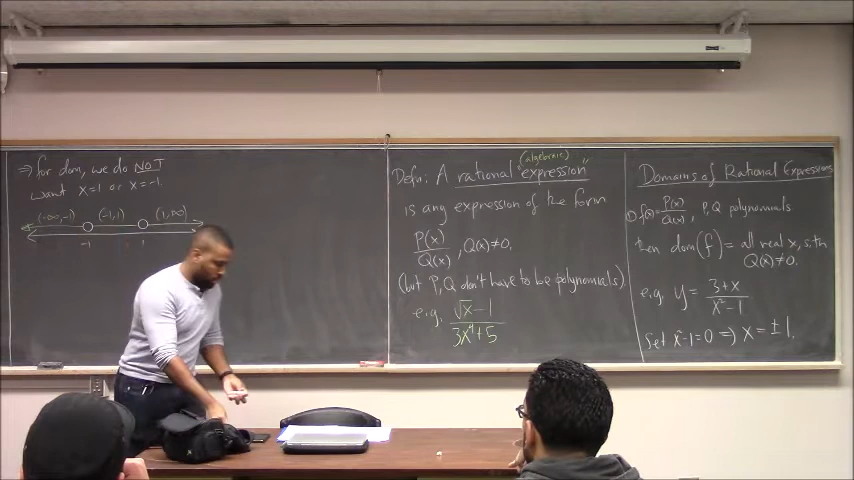 ⇒ for dom, we do NOT
want x=1 or x=-1.
(-∞,-1) (-1,1) (1,∞)
-1 1
Defn: A rational "expression"
(algebraic)
is any expression of the form
P(x)/Q(x), Q(x)≠0.
(but P,Q don't have to be polynomials)
e.g. √x-1
3x⁴+5
Domains of Rational Expressions
① f(x)=P(x)/Q(x), P,Q polynomials
then dom(f)= all real x, s.th
Q(x)≠0.
e.g. y= 3+x
x²-1
Set x²-1=0 ⇒ x=±1.